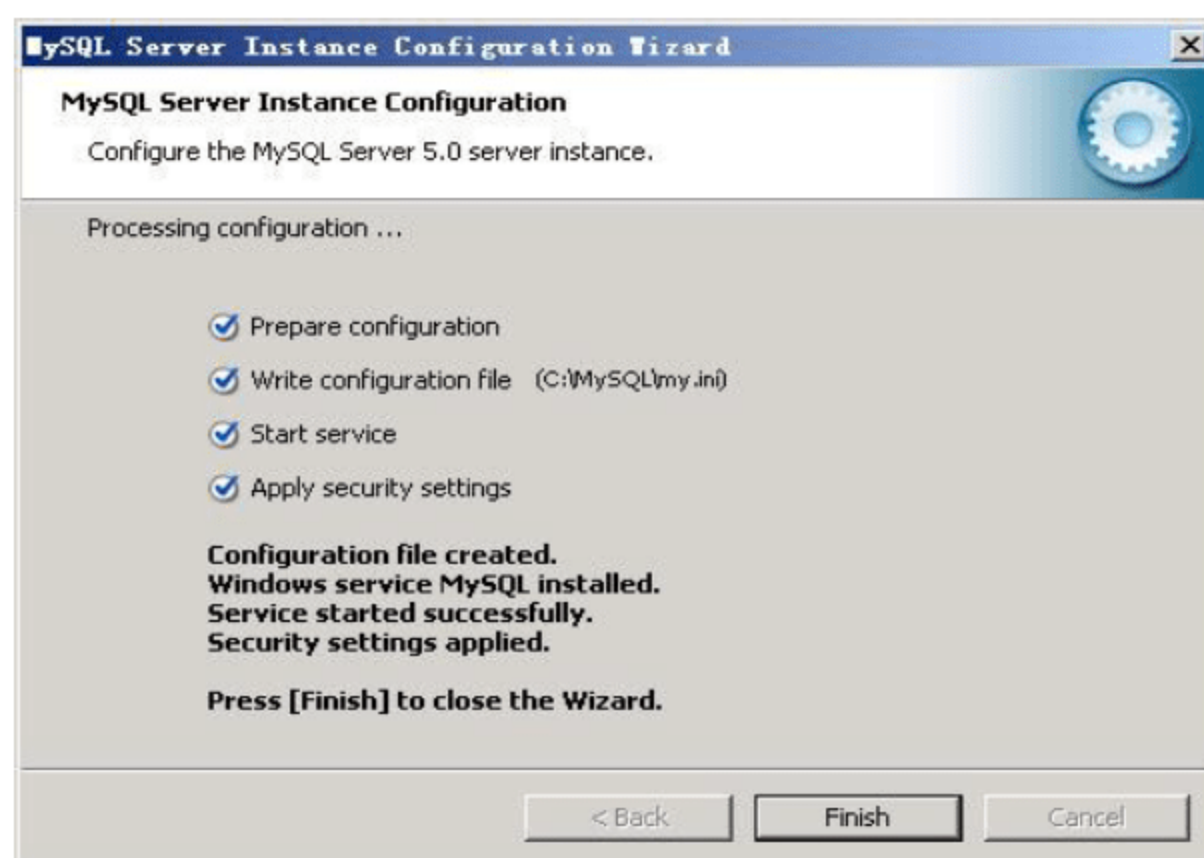 MySQL Server Instance Configuration Wizard
MySQL Server Instance Configuration
Configure the MySQL Server 5.0 server instance.
Processing configuration ...
Prepare configuration
Write configuration file (C:\MySQL\my.ini)
Start service
Apply security settings
Configuration file created.
Windows service MySQL installed.
Service started successfully.
Security settings applied.
Press [Finish] to close the Wizard.
< Back Finish Cancel